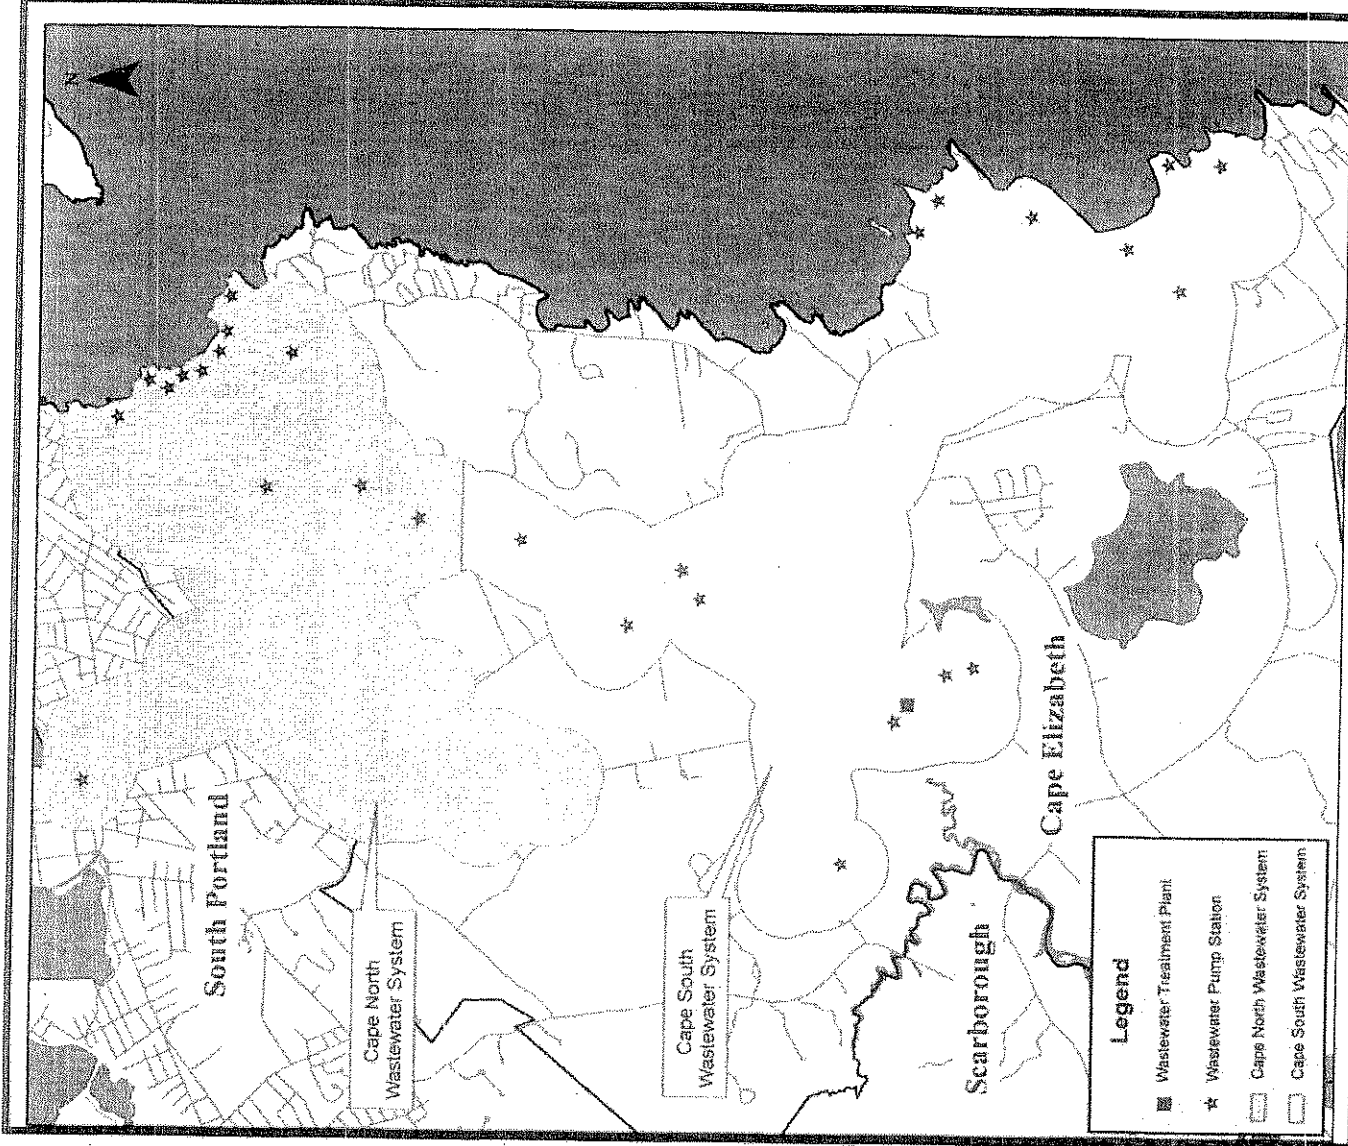 N
South Portland
Cape North
Wastewater System
Cape South
Wastewater System
Scarborough
Cape Elizabeth
Legend
Wastewater Treatment Plant
Wastewater Pump Station
Cape North Wastewater System
Cape South Wastewater System